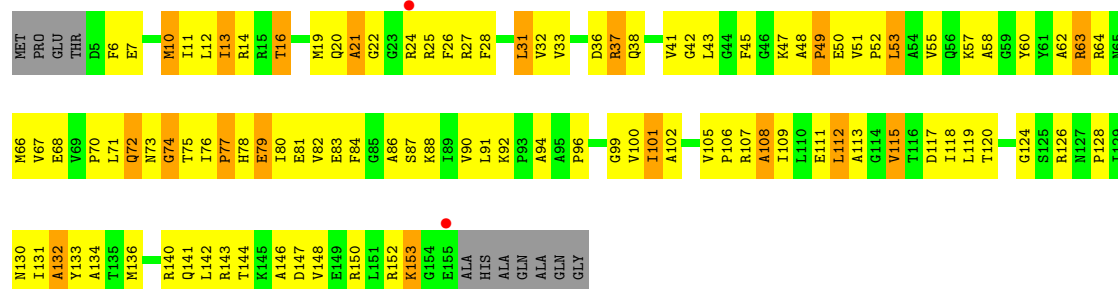 MET PRO GLU THR D5 F6 E7 M10 I11 L12 I13 R14 R15 T16 M19 Q20 A21 G22 G23 R24 R25 F26 R27 F28 L31 V32 V33 D36 R37 Q38 V41 G42 L43 G44 F45 G46 K47 A48 P49 E50 V51 P52 L53 A54 V55 Q56 K57 A58 G59 Y60 Y61 A62 R63 R64 N65
M66 V67 E68 V69 P70 L71 Q72 N73 G74 T75 I76 P77 H78 E79 I80 E81 V82 E83 F84 G85 A86 S87 K88 I89 V90 L91 K92 P93 A94 A95 P96 G99 V100 I101 A102 V105 P106 R107 A108 I109 L110 E111 L112 A113 G114 V115 T116 D117 I118 L119 T120 G124 S125 R126 N127 P128 I129
N130 I131 A132 Y133 A134 T135 M136 R140 Q141 L142 R143 T144 K145 A146 D147 V148 E149 R150 L151 R152 K153 G154 E155 ALA HIS ALA GLN ALA GLN GLY